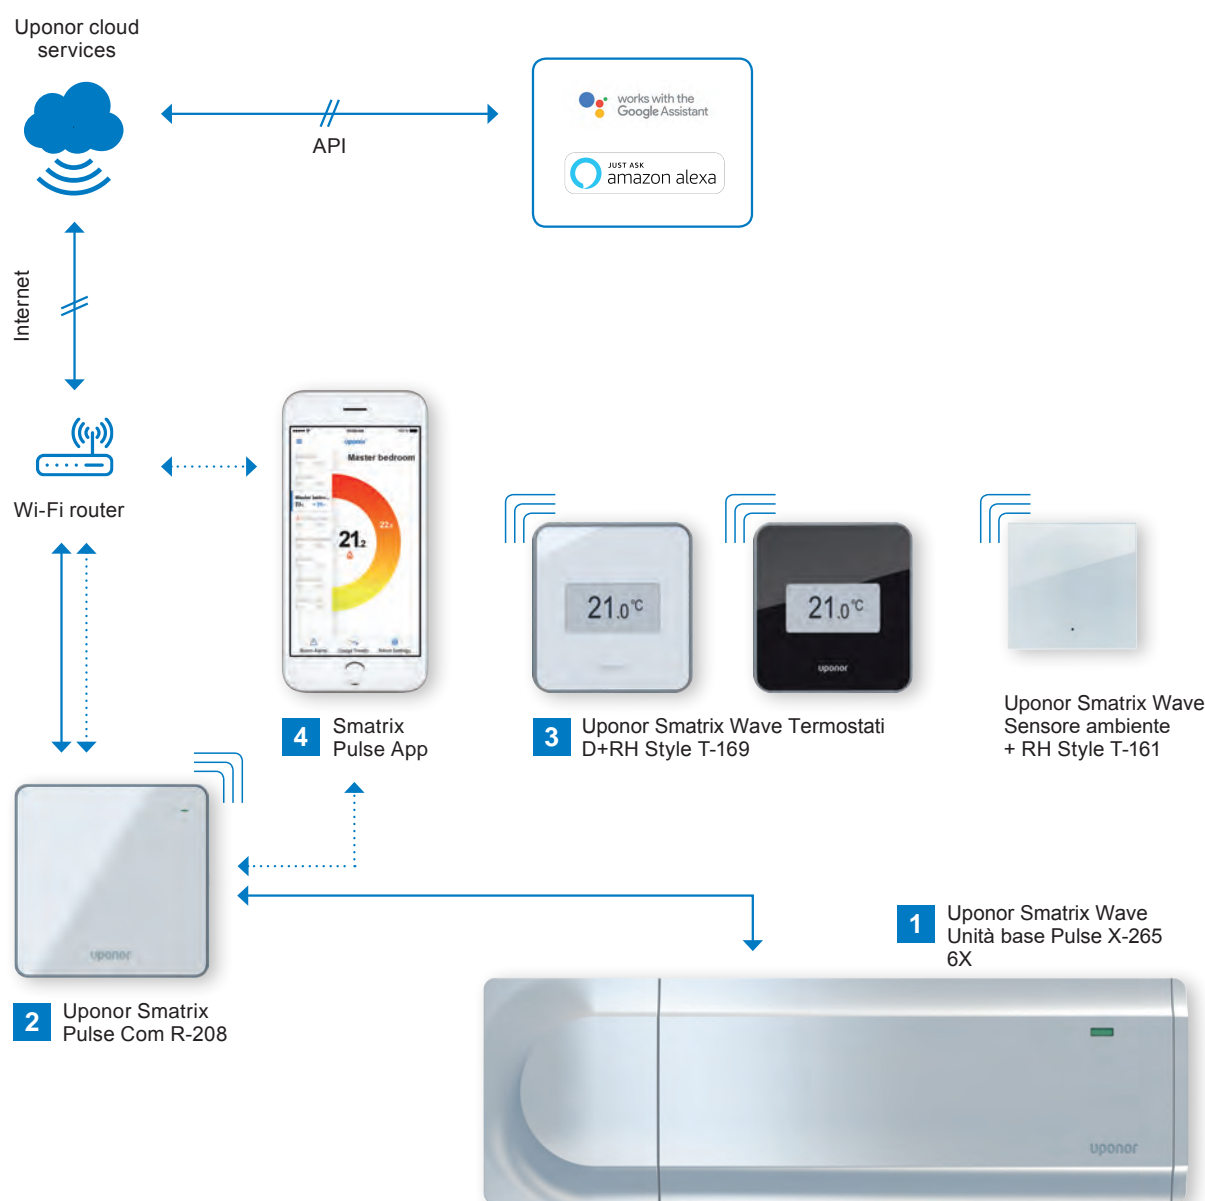 Uponor cloud
services
works with the
Google Assistant
API
JUST ASK
amazon alexa
Internet
Wi-Fi router
uponor
Master bedroom
22.
21.2
21.0°C
21.0°C
uponor
4
Smatrix
Pulse App
3
Uponor Smatrix Wave Termostati
D+RH Style T-169
Uponor Smatrix Wave
Sensore ambiente
+ RH Style T-161
uponor
2
Uponor Smatrix
Pulse Com R-208
1
Uponor Smatrix Wave
Unità base Pulse X-265
6X
uponor